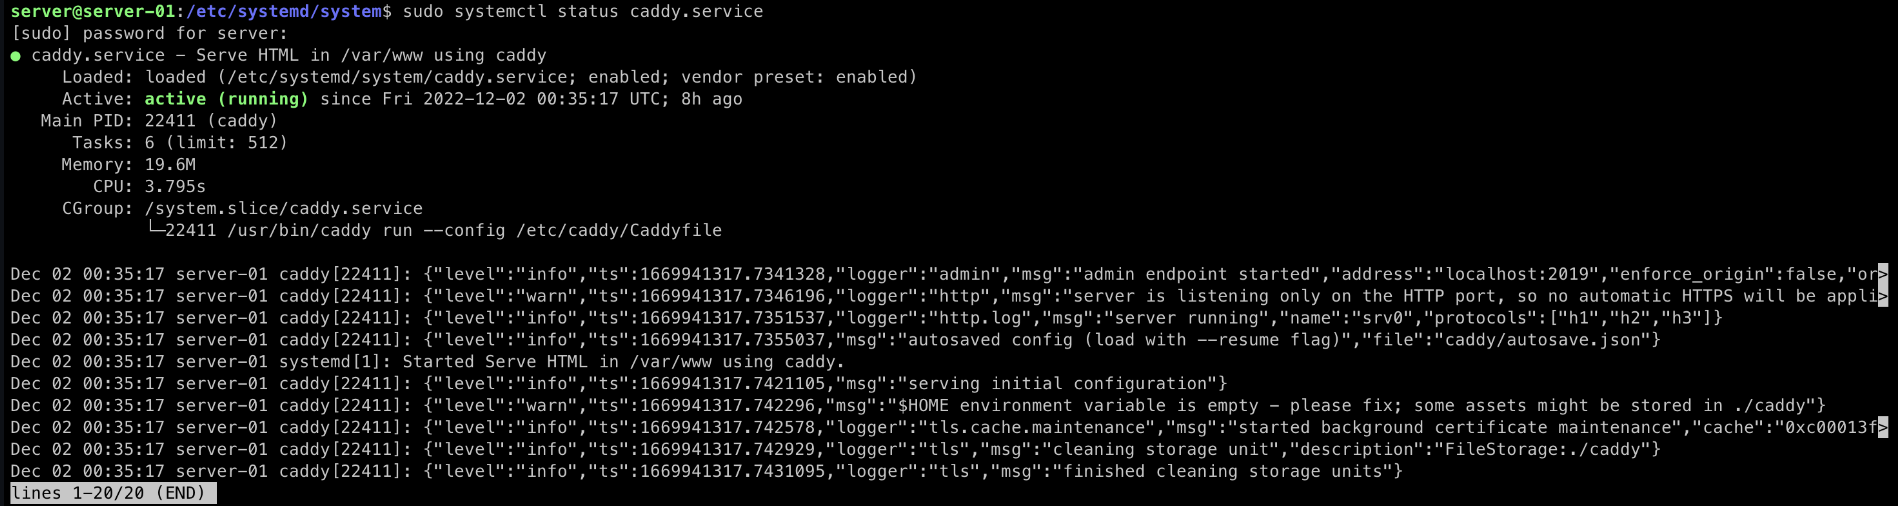 server@server-01:/etc/systemd/system$ sudo systemctl status caddy.service
[sudo] password for server:
● caddy.service - Serve HTML in /var/www using caddy
     Loaded: loaded (/etc/systemd/system/caddy.service; enabled; vendor preset: enabled)
     Active: active (running) since Fri 2022-12-02 00:35:17 UTC; 8h ago
   Main PID: 22411 (caddy)
      Tasks: 6 (limit: 512)
     Memory: 19.6M
        CPU: 3.795s
     CGroup: /system.slice/caddy.service
             └─22411 /usr/bin/caddy run --config /etc/caddy/Caddyfile

Dec 02 00:35:17 server-01 caddy[22411]: {"level":"info","ts":1669941317.7341328,"logger":"admin","msg":"admin endpoint started","address":"localhost:2019","enforce_origin":false,"or>
Dec 02 00:35:17 server-01 caddy[22411]: {"level":"warn","ts":1669941317.7346196,"logger":"http","msg":"server is listening only on the HTTP port, so no automatic HTTPS will be appli>
Dec 02 00:35:17 server-01 caddy[22411]: {"level":"info","ts":1669941317.7351537,"logger":"http.log","msg":"server running","name":"srv0","protocols":["h1","h2","h3"]}
Dec 02 00:35:17 server-01 caddy[22411]: {"level":"info","ts":1669941317.7355037,"msg":"autosaved config (load with --resume flag)","file":"caddy/autosave.json"}
Dec 02 00:35:17 server-01 systemd[1]: Started Serve HTML in /var/www using caddy.
Dec 02 00:35:17 server-01 caddy[22411]: {"level":"info","ts":1669941317.7421105,"msg":"serving initial configuration"}
Dec 02 00:35:17 server-01 caddy[22411]: {"level":"warn","ts":1669941317.742296,"msg":"$HOME environment variable is empty - please fix; some assets might be stored in ./caddy"}
Dec 02 00:35:17 server-01 caddy[22411]: {"level":"info","ts":1669941317.742578,"logger":"tls.cache.maintenance","msg":"started background certificate maintenance","cache":"0xc00013f>
Dec 02 00:35:17 server-01 caddy[22411]: {"level":"info","ts":1669941317.742929,"logger":"tls","msg":"cleaning storage unit","description":"FileStorage:./caddy"}
Dec 02 00:35:17 server-01 caddy[22411]: {"level":"info","ts":1669941317.7431095,"logger":"tls","msg":"finished cleaning storage units"}
lines 1-20/20 (END)